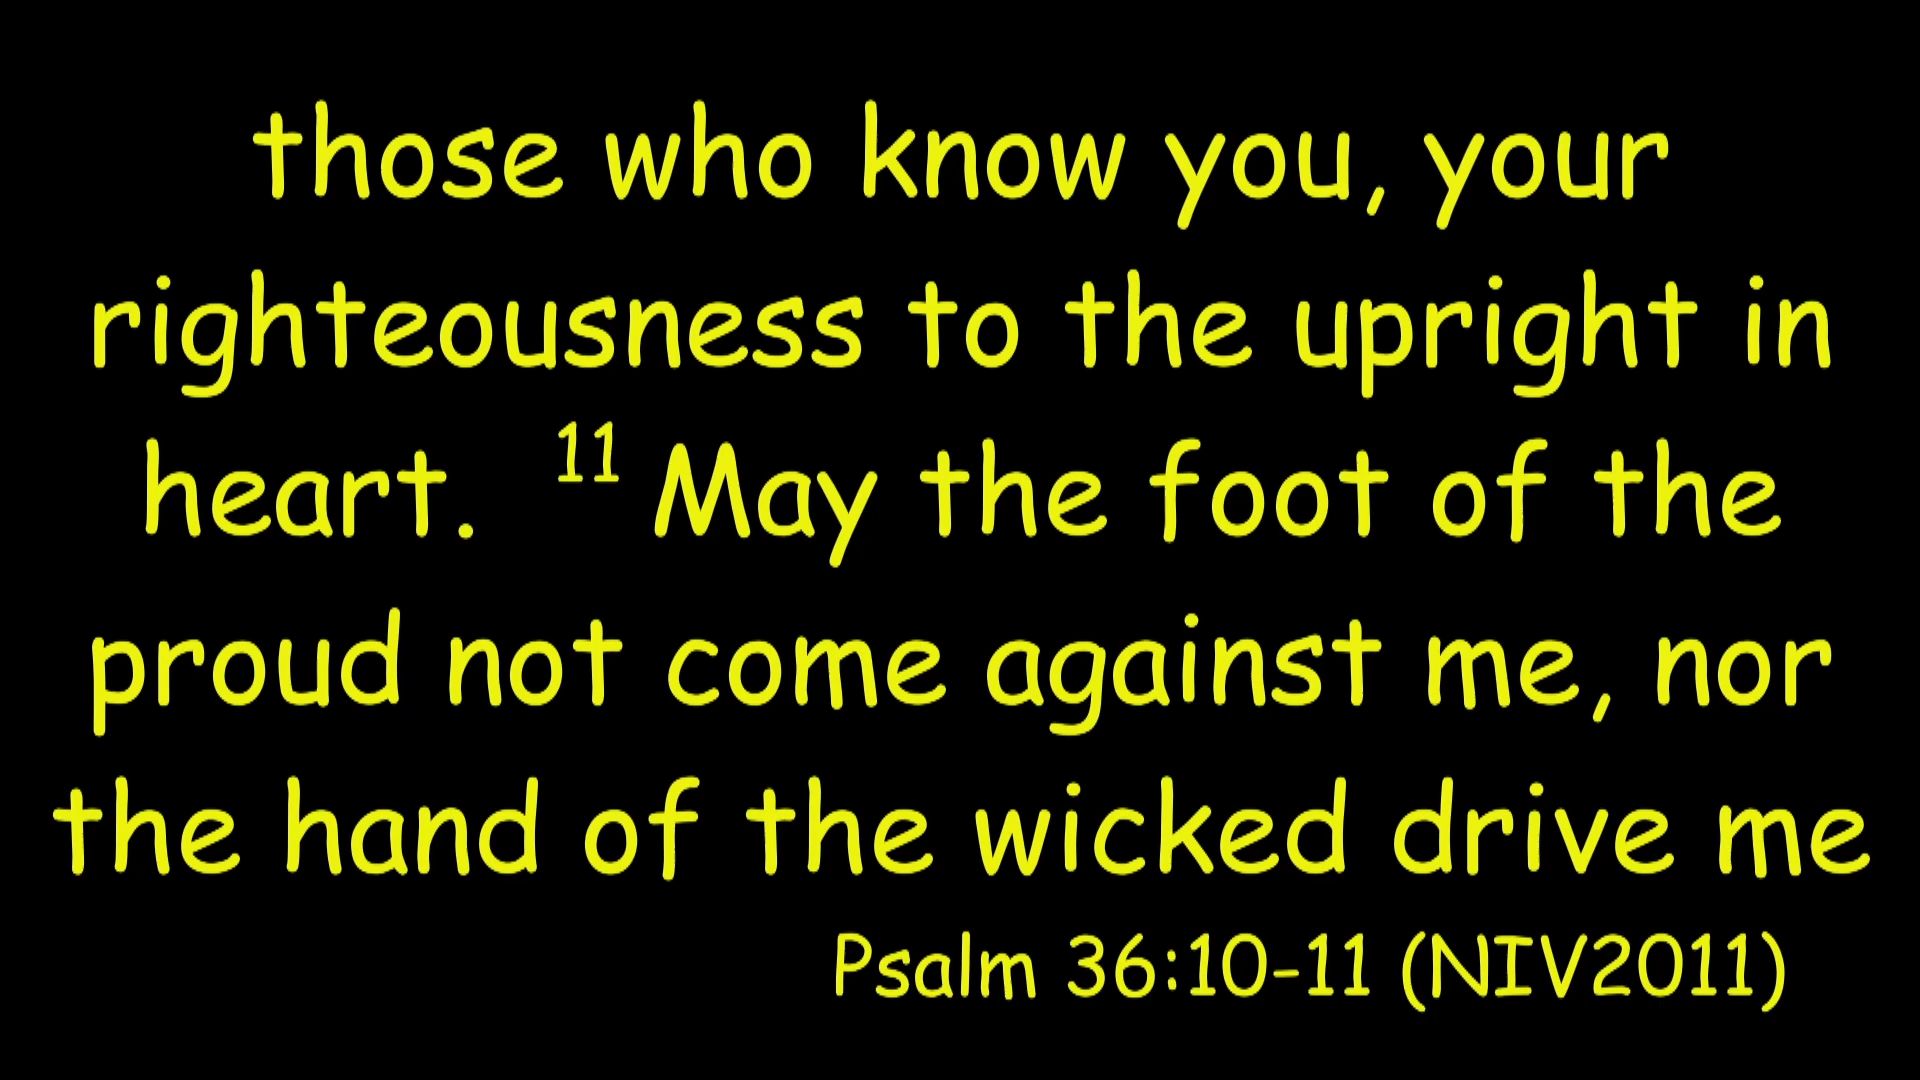 those who know you, your
righteousness to the upright in
heart. 11 May the foot of the
proud not come against me, nor
the hand of the wicked drive me
Psalm 36:10-11 (NIV2011)